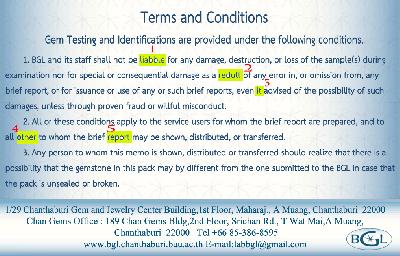 Terms and Conditions
Gem Testing and Identifications are provided under the following conditions.
1
1. BGL and its staff shall not be liabble for any damage, destruction, or loss of the sample(s) during
2
examination nor for special or consequential damage as a redult of any error in, or omission from, any
3
brief report, or for issuance or use of any or such brief reports, even it advised of the possibility of such
damages, unless through proven fraud or willful misconduct.
2. All or these conditions apply to the service users for whom the brief report are prepared, and to
4 5
all other to whom the brief report may be shown, distributed, or transferred.
3. Any person to whom this memo is shown, distributed or transferred should realize that there is a
possibility that the gemstone in this pack may by different from the one submitted to the BGL in case that
the pack is unsealed or broken.
1/29 Chanthaburi Gem and Jewelry Center Building,1st Floor, Maharaj., A Muang, Chanthaburi 22000
Chan Gems Office : 189 Chan Gems Bldg,2nd Floor, Srichan Rd., T Wat Mai,A Muang,
Chanthaburi 22000 Tel +66 85-386-8595
www.bgl.chanthaburi.buu.ac.th E-mail:labbgl@gmail.com
BGL